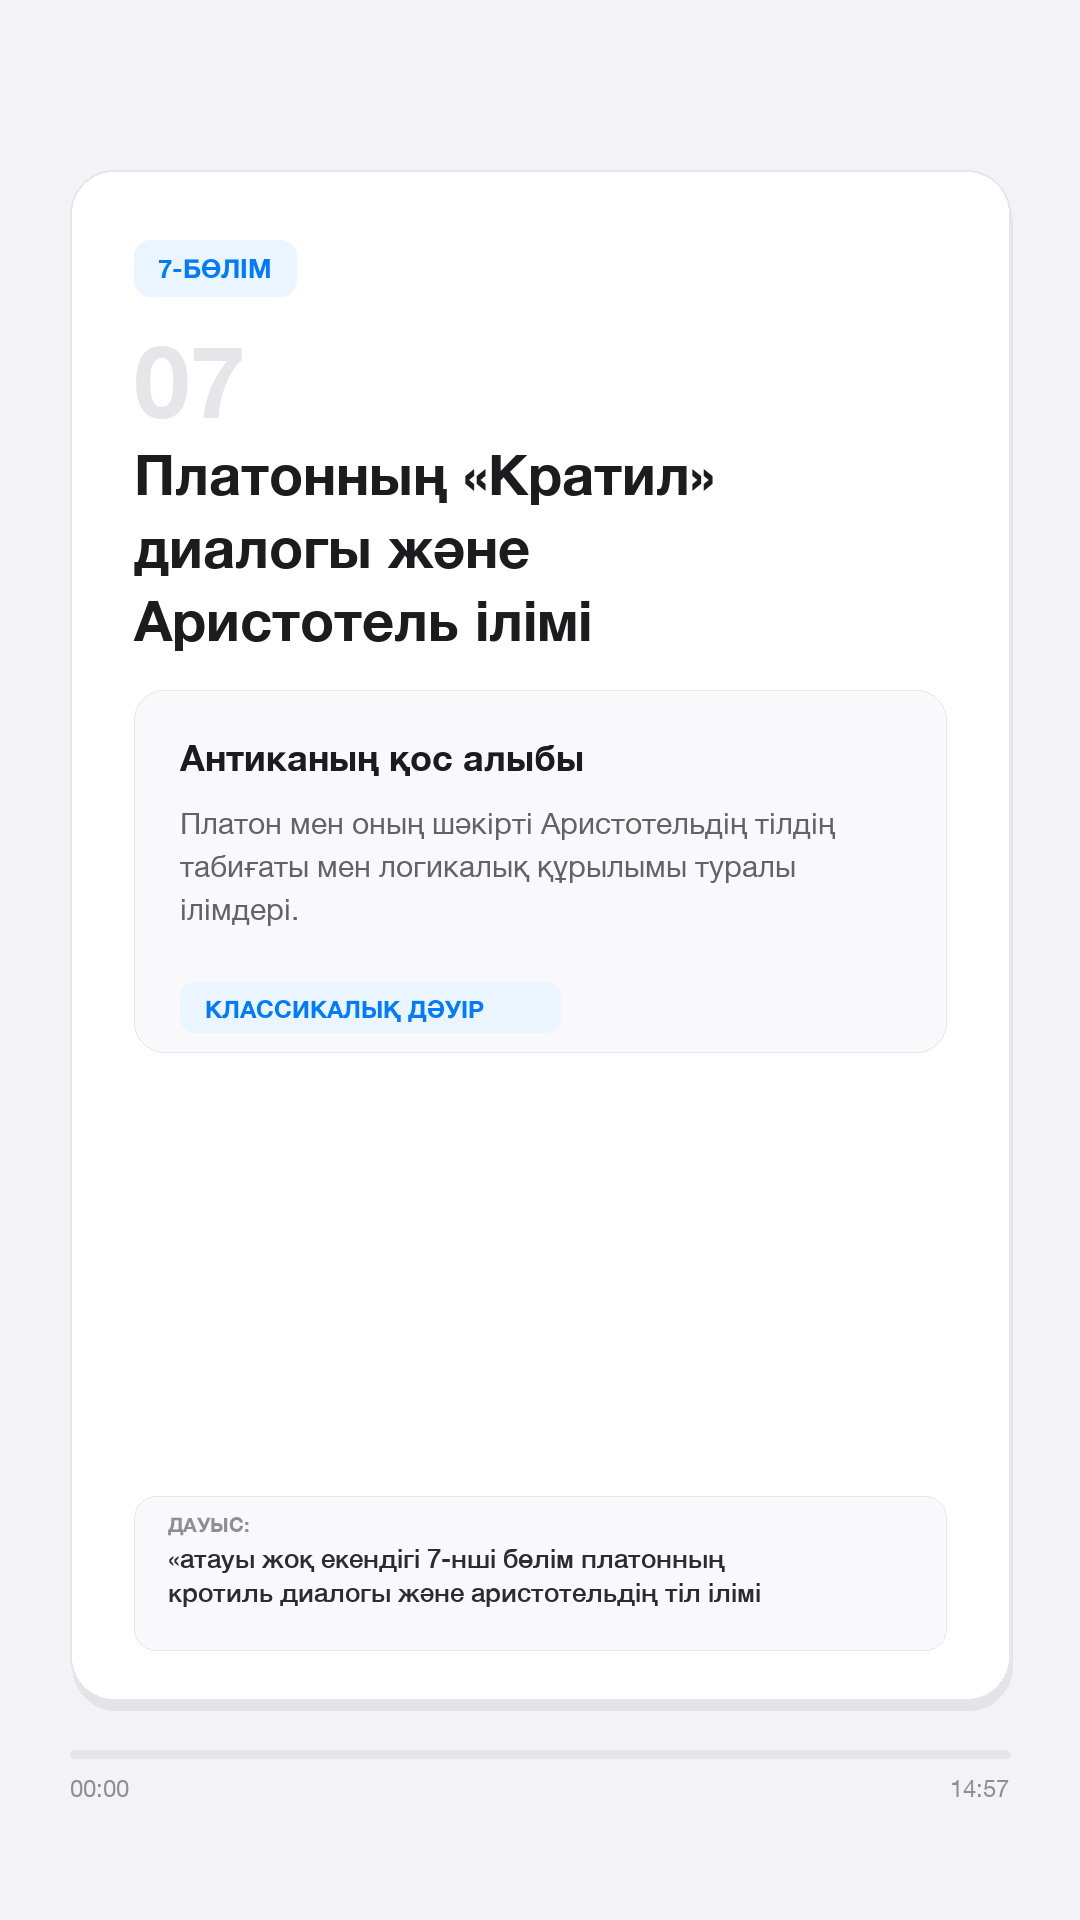 7-БӨЛІМ
07
Платонның «Кратил»
диалогы және
Аристотель ілімі
Антиканың қос алыбы
Платон мен оның шәкірті Аристотельдің тілдің
табиғаты мен логикалық құрылымы туралы
ілімдері.
КЛАССИКАЛЫҚ ДӘУІР
ДАУЫС:
«атауы жоқ екендігі 7-нші бөлім платонның
кротиль диалогы және аристотельдің тіл ілімі
00:00
14:57